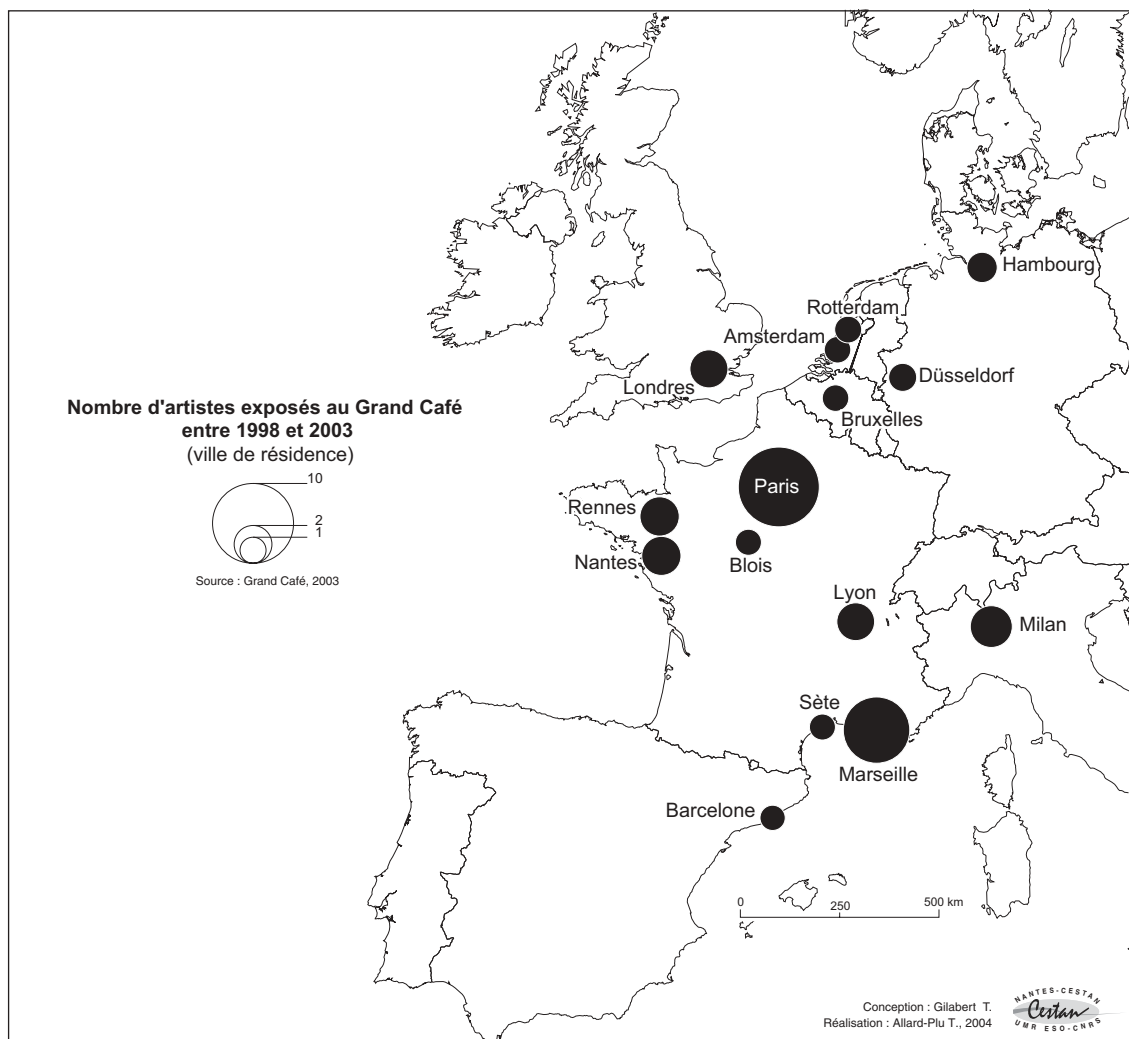 Hambourg
Rotterdam
Amsterdam
Londres
Düsseldorf
Bruxelles
Nombre d'artistes exposés au Grand Café
entre 1998 et 2003
(ville de résidence)
10
2
1
Source : Grand Café, 2003
Paris
Rennes
Nantes
Blois
Lyon
Milan
Sète
Marseille
Barcelone
0 250 500 km
Conception : Gilabert T.
Réalisation : Allard-Plu T., 2004
NANTES-CESTAN
Cestan
UMR ESO-CNRS